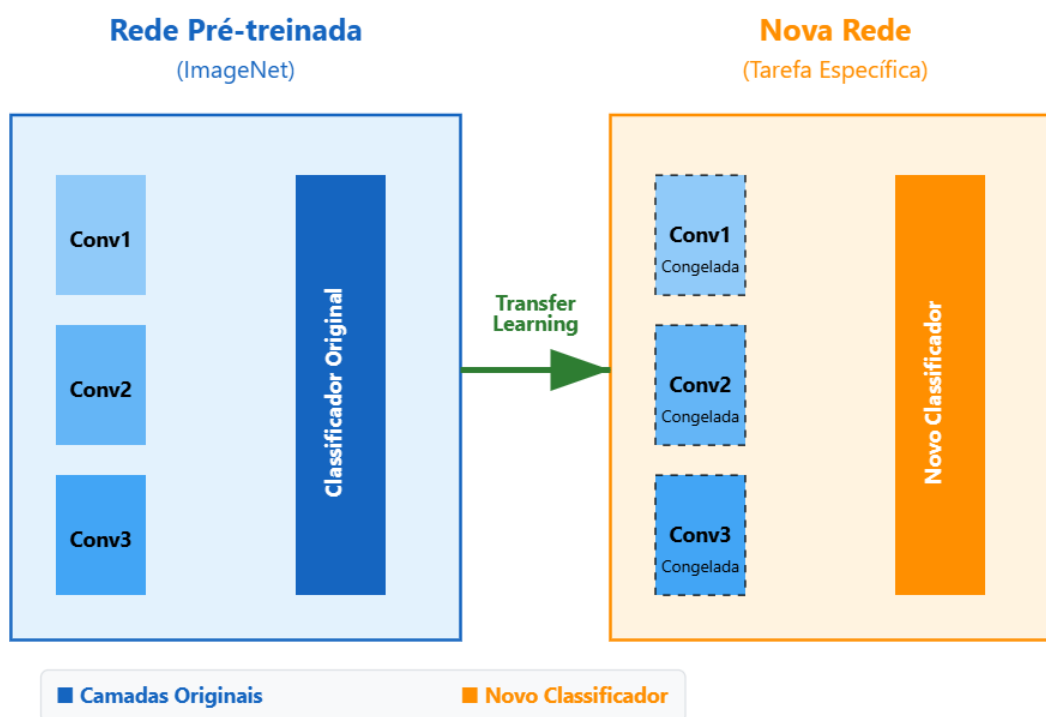 Rede Pré-treinada
(ImageNet)
Conv1
Conv2
Conv3
Classificador Original
Transfer
Learning
Nova Rede
(Tarefa Específica)
Conv1
Congelada
Conv2
Congelada
Conv3
Congelada
Novo Classificador
Camadas Originais
Novo Classificador